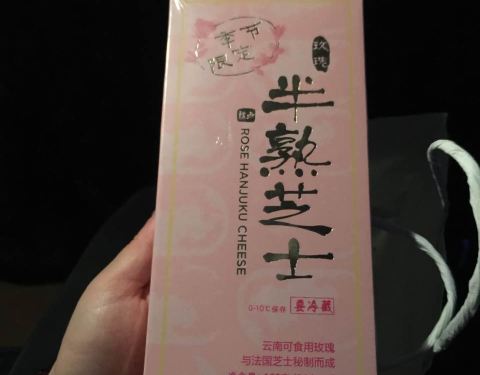 季节
限定
玫瑰
半熟芝士
ROSE HANJUKU CHEESE
0-10℃保存
要冷藏
云南可食用玫瑰
与法国芝士秘制而成